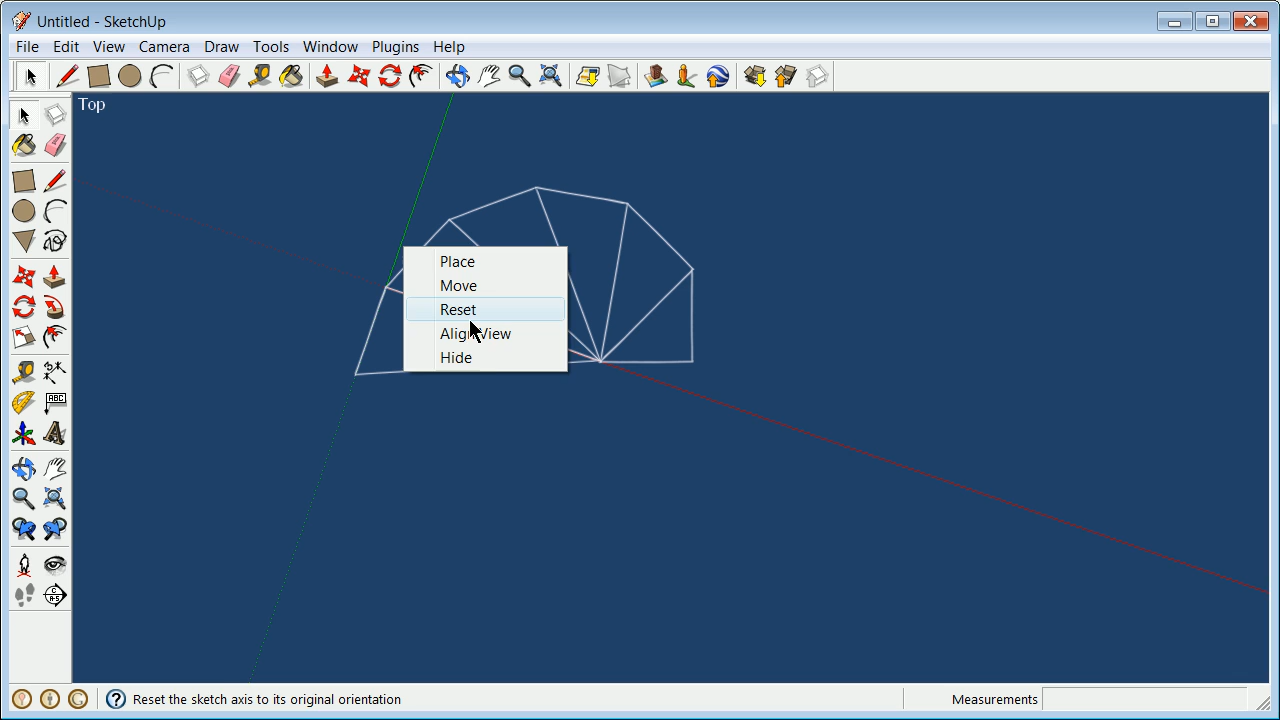 Untitled - SketchUp
File Edit View Camera Draw Tools Window Plugins Help
Top
Place
Move
Reset
Align View
Hide
ABC
A
Reset the sketch axis to its original orientation
Measurements